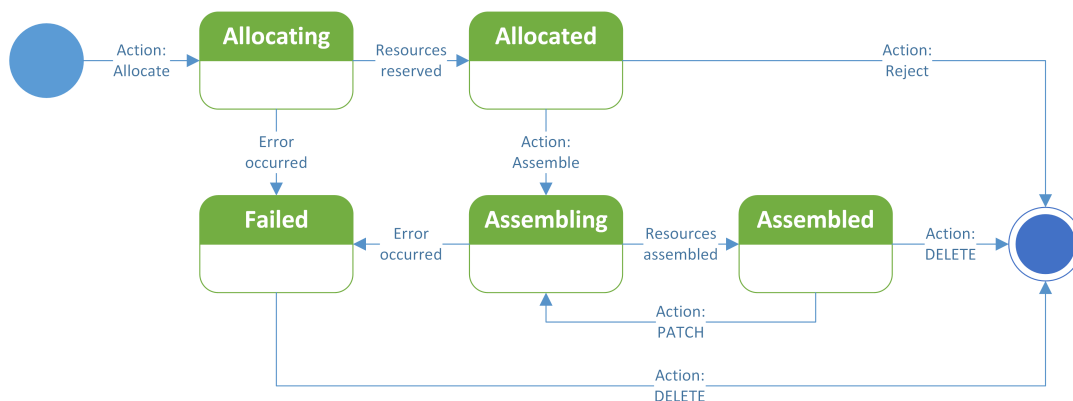 Allocating
Allocated
Action:
Allocate
Resources
reserved
Action:
Reject
Error
occurred
Action:
Assemble
Failed
Assembling
Assembled
Error
occurred
Resources
assembled
Action:
DELETE
Action:
PATCH
Action:
DELETE